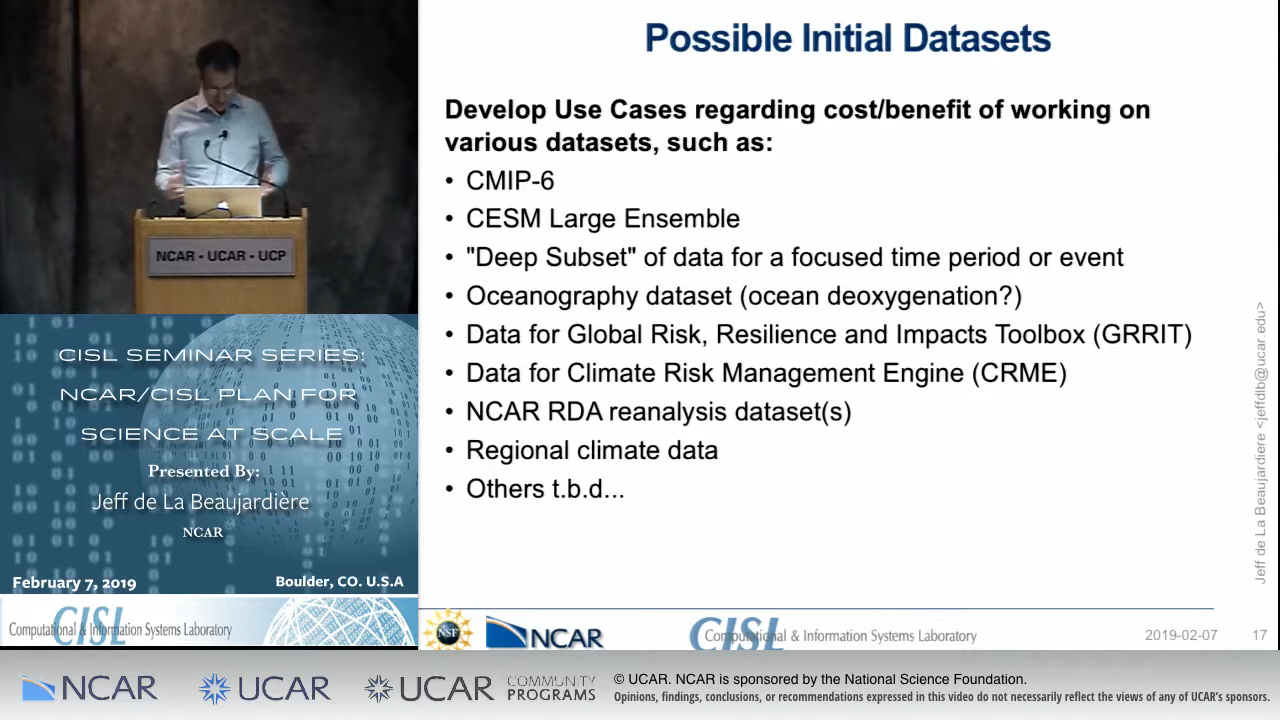 Possible Initial Datasets
Develop Use Cases regarding cost/benefit of working on
various datasets, such as:
• CMIP-6
• CESM Large Ensemble
• "Deep Subset" of data for a focused time period or event
• Oceanography dataset (ocean deoxygenation?)
• Data for Global Risk, Resilience and Impacts Toolbox (GRRIT)
• Data for Climate Risk Management Engine (CRME)
• NCAR RDA reanalysis dataset(s)
• Regional climate data
• Others t.b.d...
Jeff de La Beaujardiere <jeffdlb@ucar.edu>
NCAR - UCAR - UCP
CISL SEMINAR SERIES:
NCAR/CISL PLAN FOR
SCIENCE AT SCALE
Presented By:
Jeff de La Beaujardière
NCAR
February 7, 2019 Boulder, CO. U.S.A
CISL
Computational & Information Systems Laboratory
NSF
NCAR
CISL
Computational & Information Systems Laboratory
2019-02-07 17
NCAR
UCAR
UCAR
COMMUNITY
PROGRAMS
© UCAR. NCAR is sponsored by the National Science Foundation.
Opinions, findings, conclusions, or recommendations expressed in this video do not necessarily reflect the views of any of UCAR's sponsors.